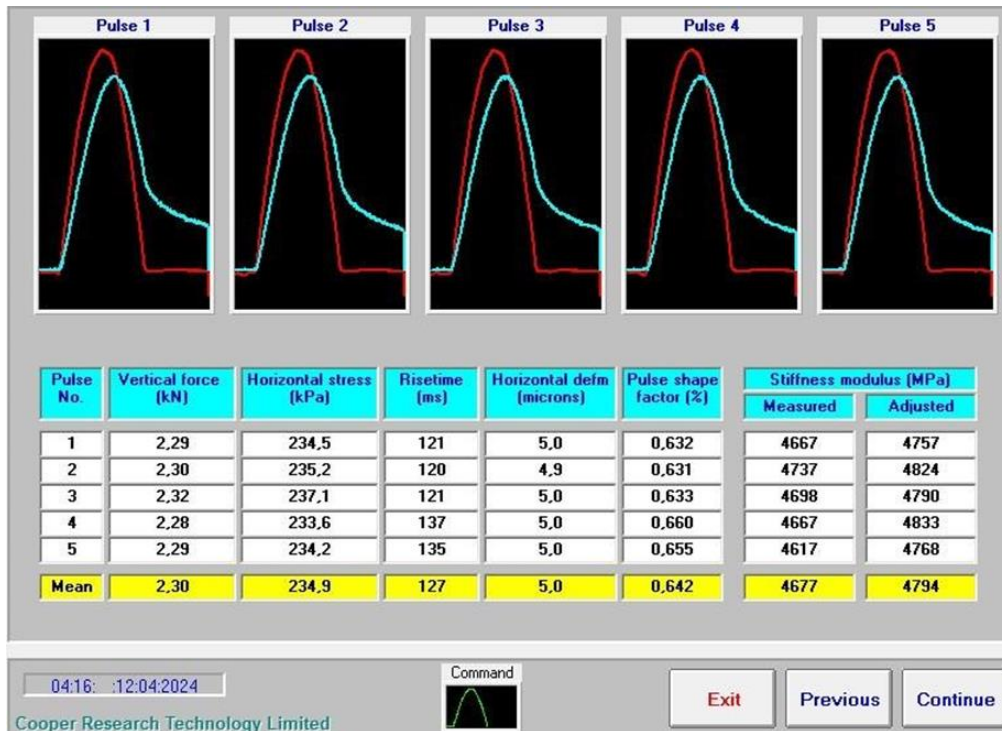 Pulse 1 Pulse 2 Pulse 3 Pulse 4 Pulse 5
Pulse No. Vertical force (kN) Horizontal stress (kPa) Risetime (ms) Horizontal defm (microns) Pulse shape factor (%) Stiffness modulus (MPa)
Measured Adjusted
1 2,29 234,5 121 5,0 0,632 4667 4757
2 2,30 235,2 120 4,9 0,631 4737 4824
3 2,32 237,1 121 5,0 0,633 4698 4790
4 2,28 233,6 137 5,0 0,660 4667 4833
5 2,29 234,2 135 5,0 0,655 4617 4768
Mean 2,30 234,9 127 5,0 0,642 4677 4794
Command
04:16: :12:04:2024
Exit Previous Continue
Cooper Research Technology Limited